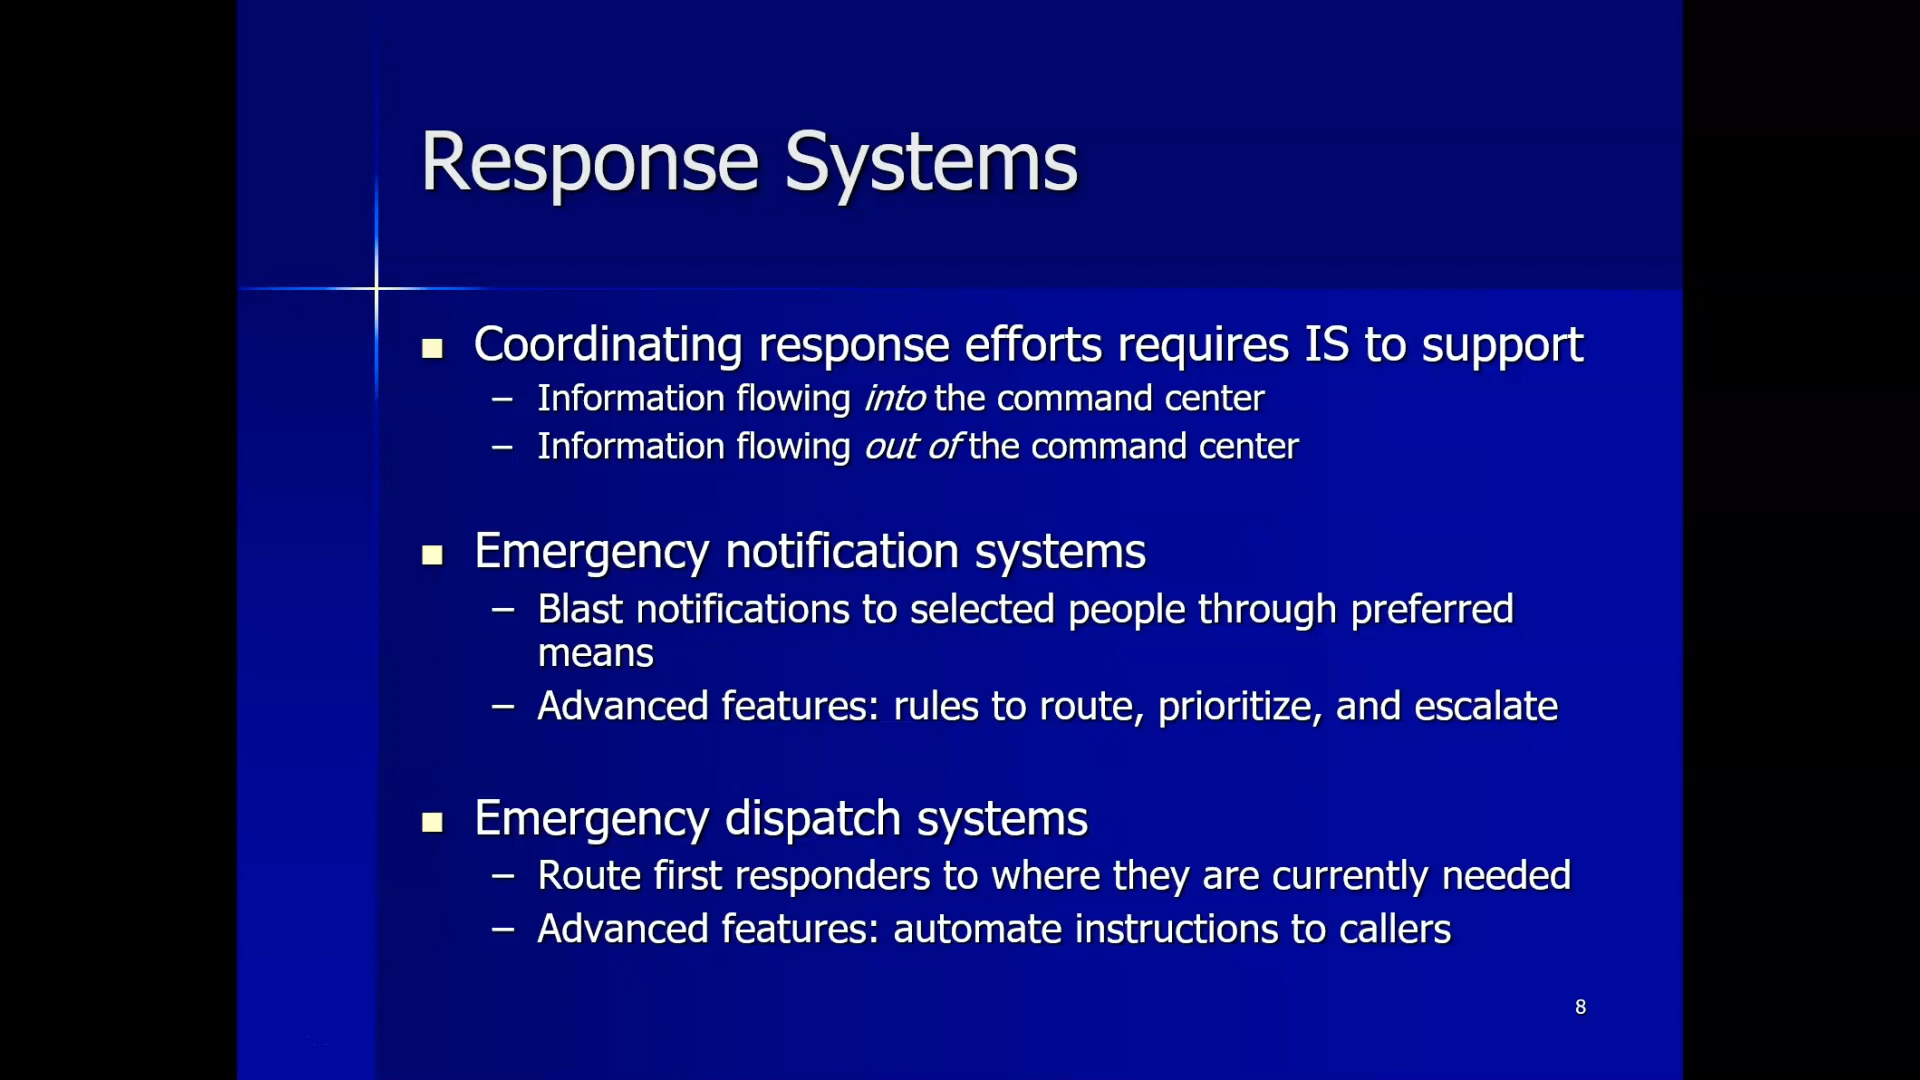 Response Systems
Coordinating response efforts requires IS to support
– Information flowing into the command center
– Information flowing out of the command center
Emergency notification systems
– Blast notifications to selected people through preferred
means
– Advanced features: rules to route, prioritize, and escalate
Emergency dispatch systems
– Route first responders to where they are currently needed
– Advanced features: automate instructions to callers
8